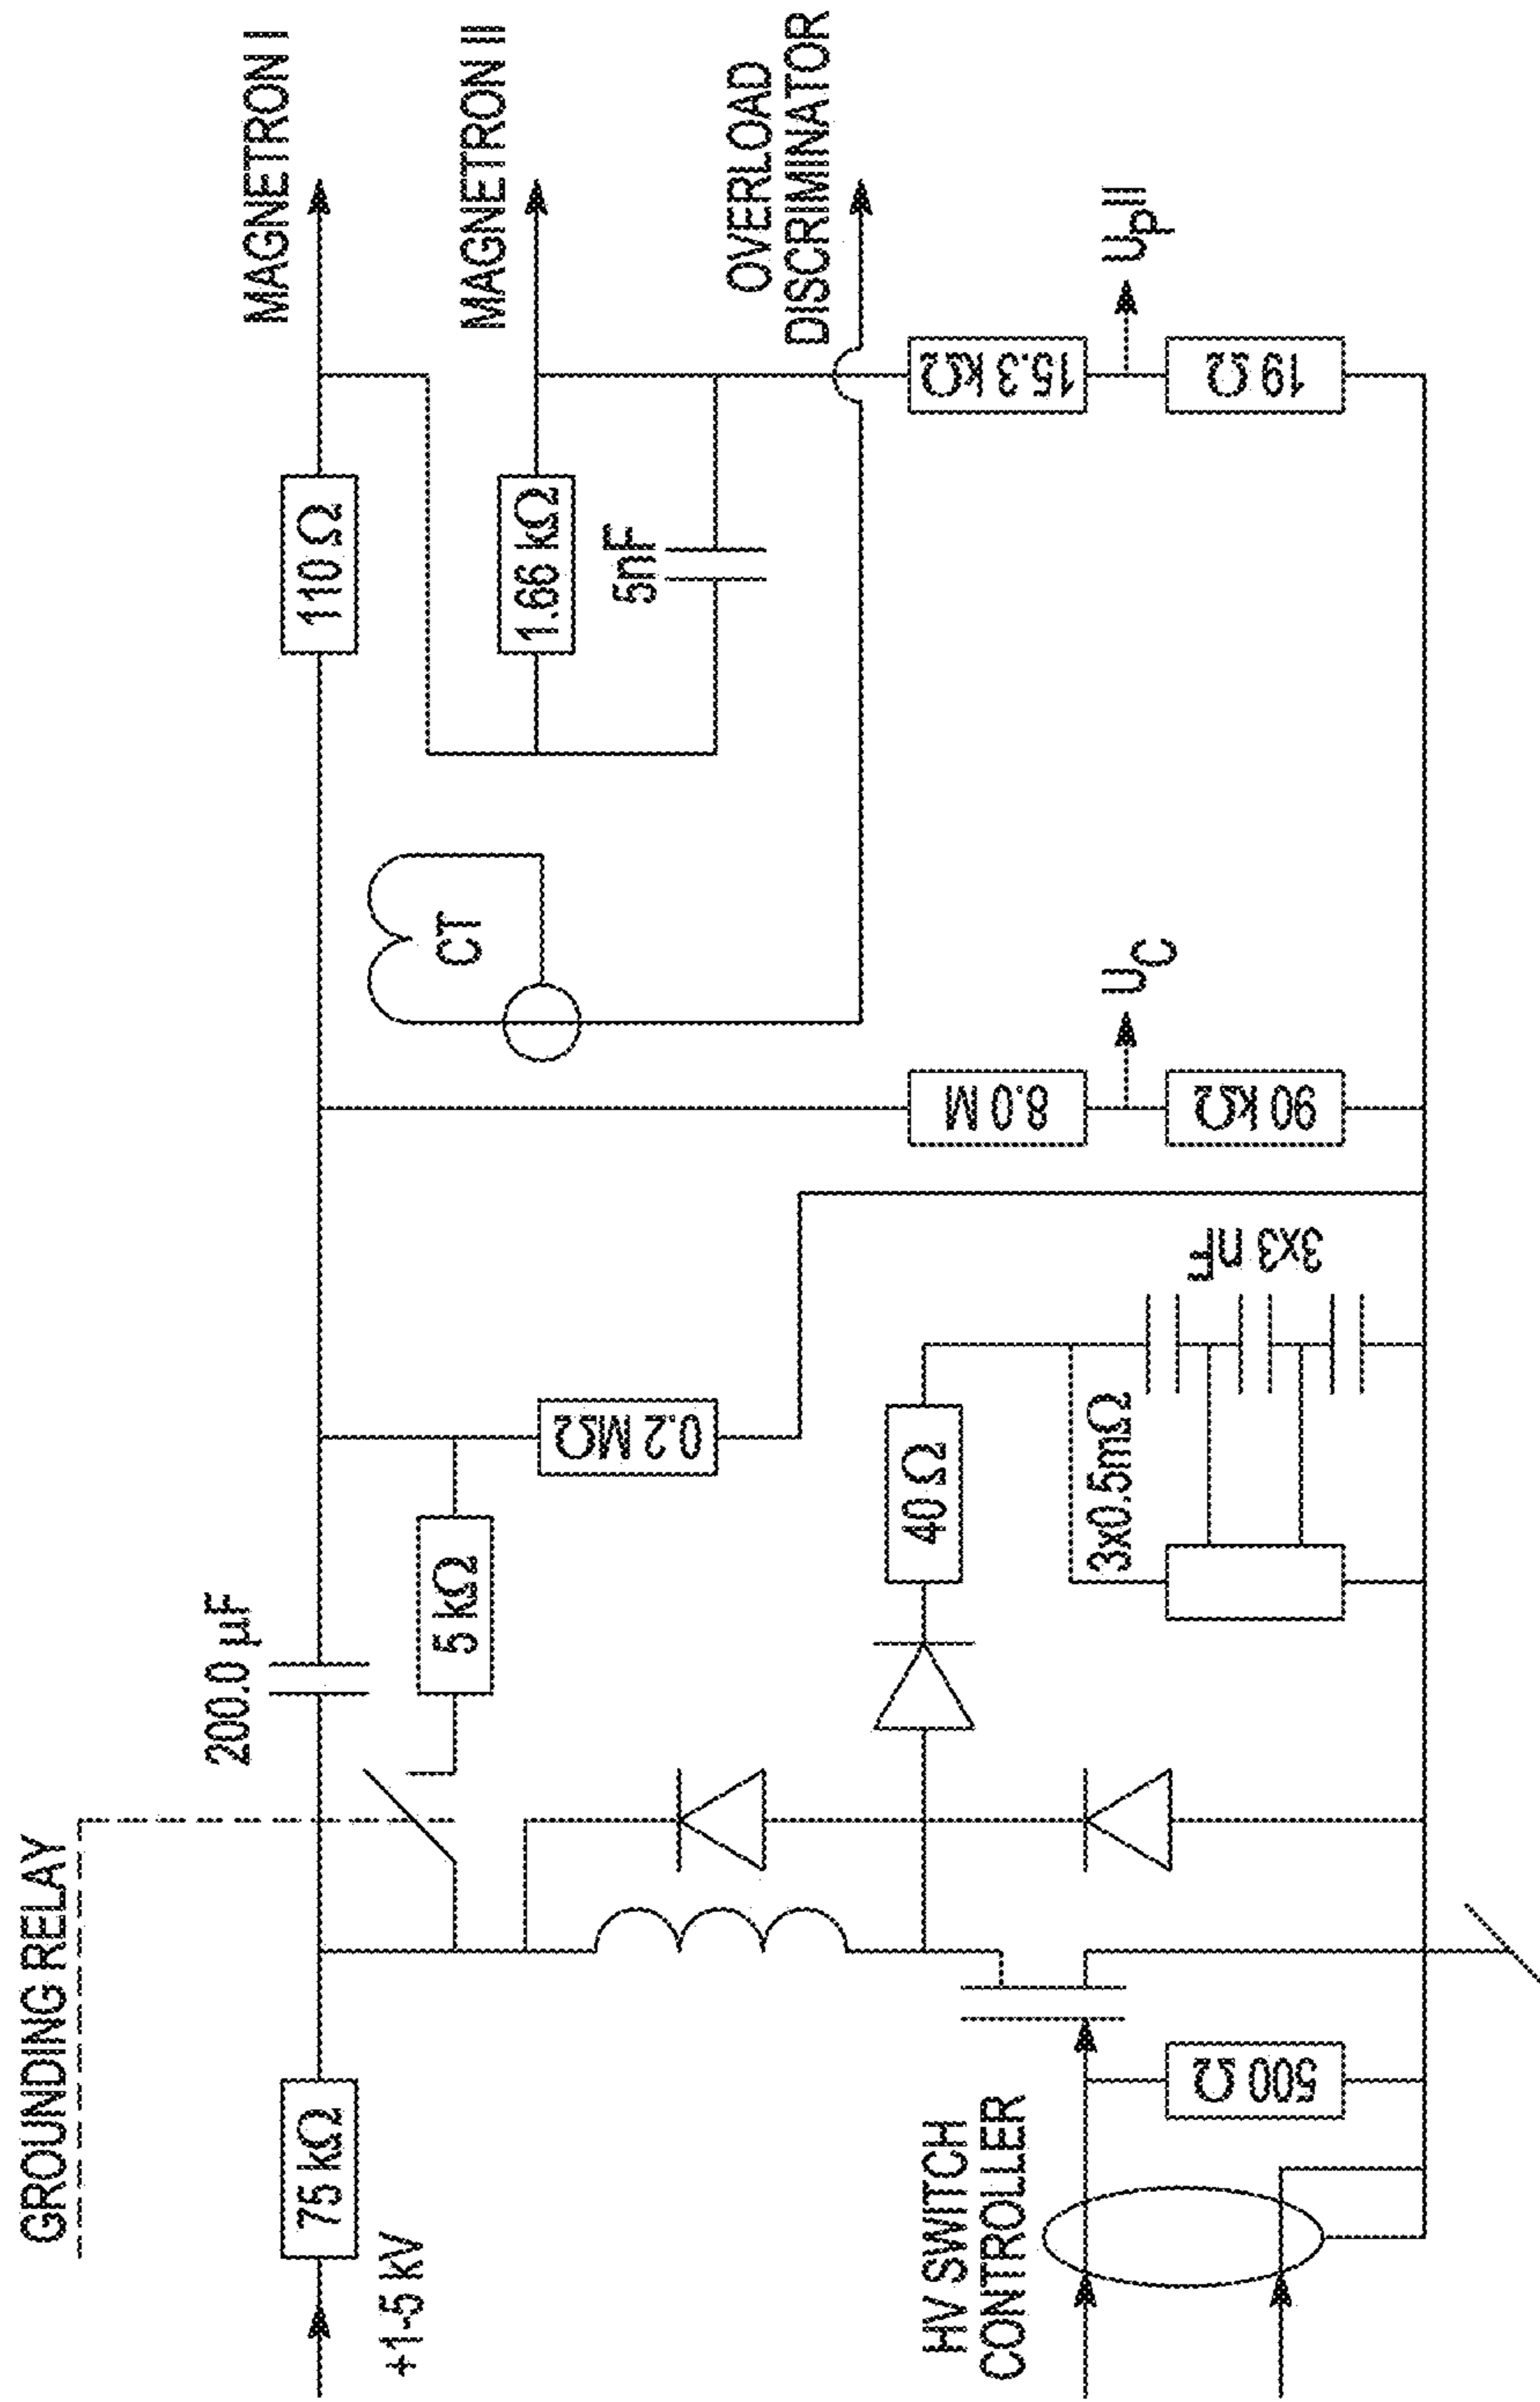 GROUNDING RELAY
75 kΩ
+1-5 kV
200.0 µF
5 kΩ
0.2 MΩ
110 Ω
MAGNETRON I
MAGNETRON II
1.66 kΩ
5nF
CT
OVERLOAD
DISCRIMINATOR
HV SWITCH
CONTROLLER
500 Ω
40 Ω
3x0.5mΩ
3x3 nF
8.0 M
90 kΩ
UC
15.3 kΩ
19 Ω
UpII